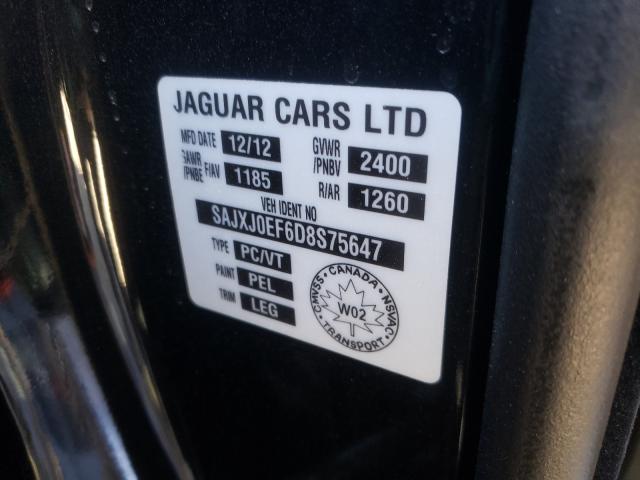 JAGUAR CARS LTD
MFD DATE 12/12 GVWR /PNBV 2400
GAWR /PNBE F/AV 1185 R/AR 1260
VEH IDENT NO
SAJXJ0EF6D8S75647
TYPE PC/VT
PAINT PEL
TRIM LEG
CMVSS • CANADA • NSVAC • TRANSPORT •
W02